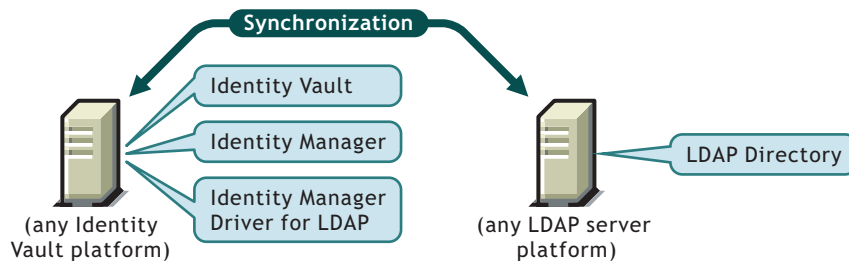 Synchronization
Identity Vault
Identity Manager
Identity Manager
Driver for LDAP
(any Identity
Vault platform)
LDAP Directory
(any LDAP server
platform)